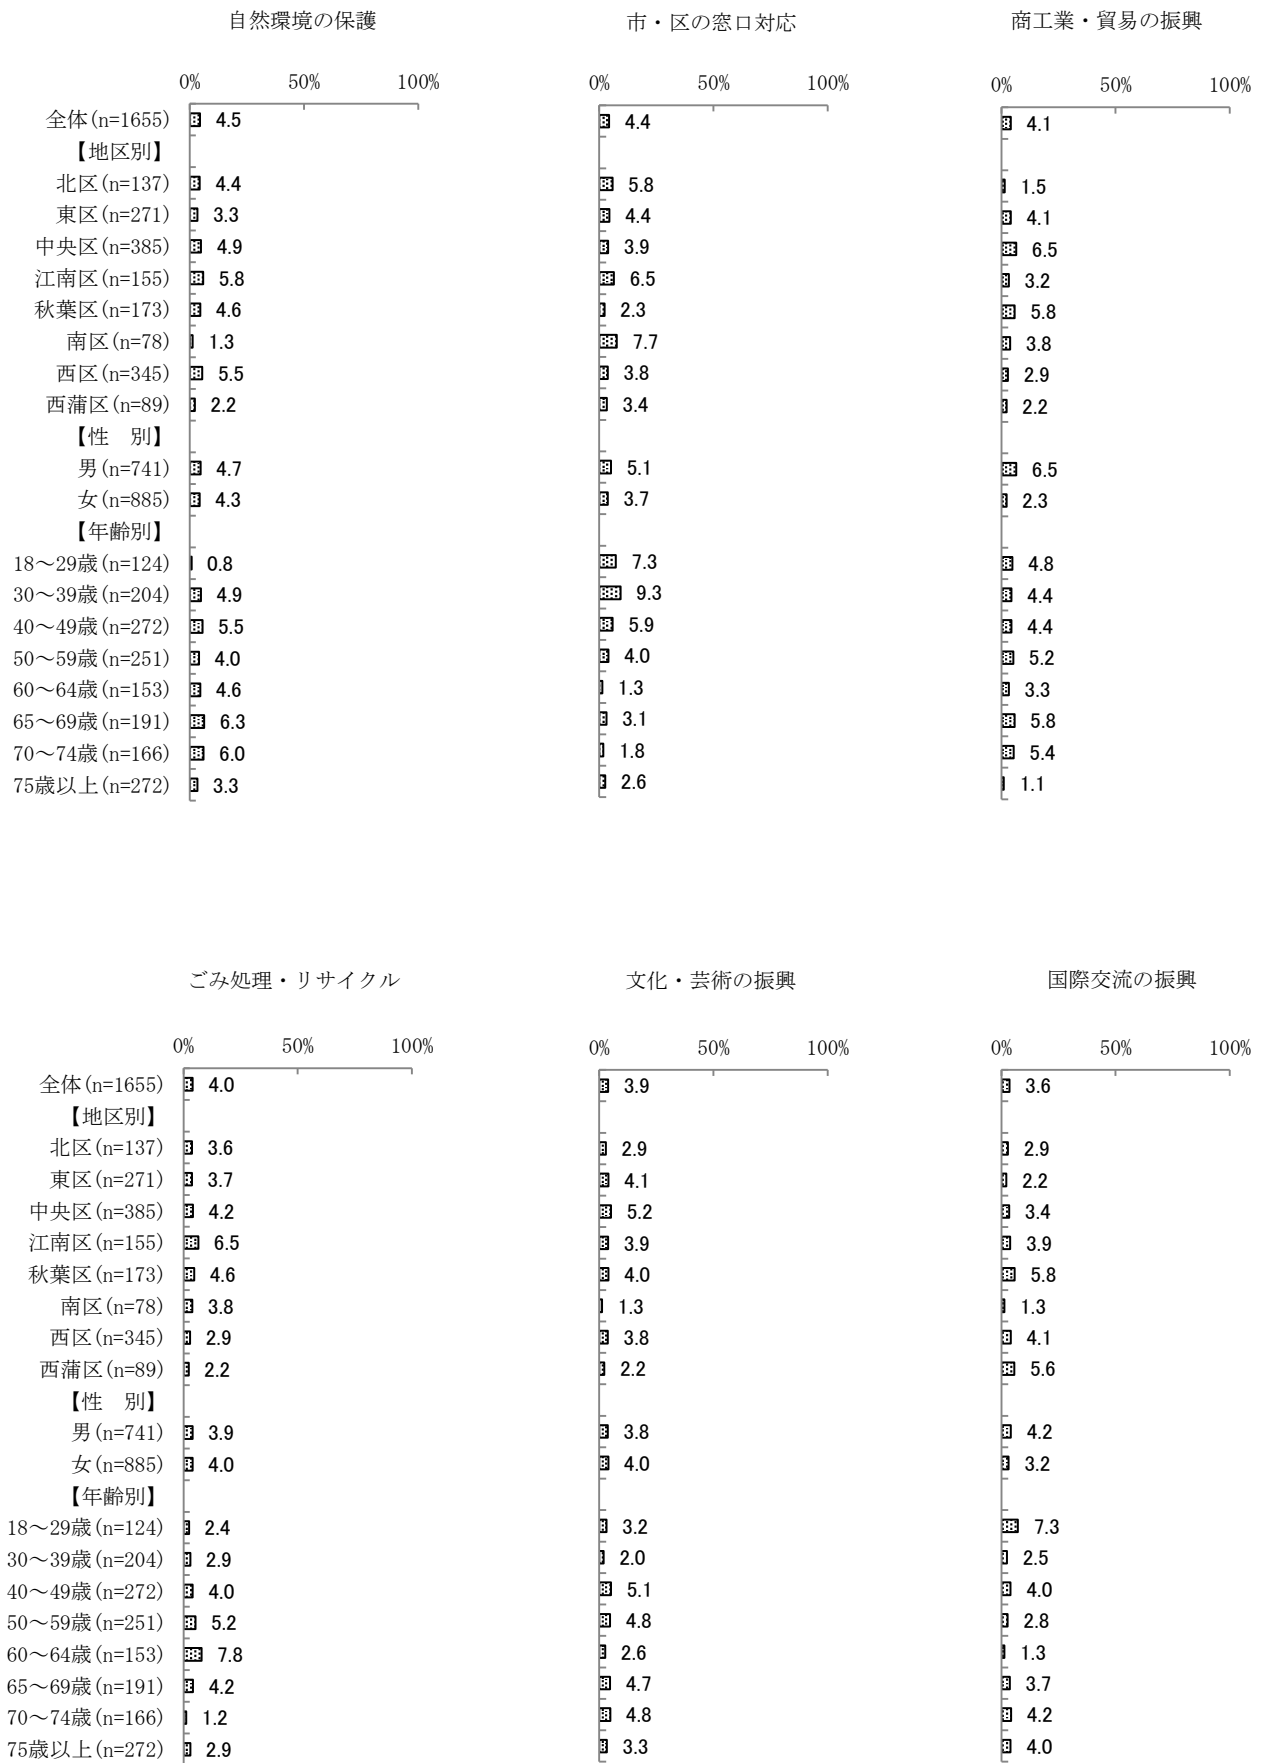 自然環境の保護 市・区の窓口対応 商工業・貿易の振興
0% 50% 100% 0% 50% 100% 0% 50% 100%
全体(n=1655) 4.5 4.4 4.1
【地区別】
北区(n=137) 4.4 5.8 1.5
東区(n=271) 3.3 4.4 4.1
中央区(n=385) 4.9 3.9 6.5
江南区(n=155) 5.8 6.5 3.2
秋葉区(n=173) 4.6 2.3 5.8
南区(n=78) 1.3 7.7 3.8
西区(n=345) 5.5 3.8 2.9
西蒲区(n=89) 2.2 3.4 2.2
【性　別】
男(n=741) 4.7 5.1 6.5
女(n=885) 4.3 3.7 2.3
【年齢別】
18～29歳(n=124) 0.8 7.3 4.8
30～39歳(n=204) 4.9 9.3 4.4
40～49歳(n=272) 5.5 5.9 4.4
50～59歳(n=251) 4.0 4.0 5.2
60～64歳(n=153) 4.6 1.3 3.3
65～69歳(n=191) 6.3 3.1 5.8
70～74歳(n=166) 6.0 1.8 5.4
75歳以上(n=272) 3.3 2.6 1.1
ごみ処理・リサイクル 文化・芸術の振興 国際交流の振興
0% 50% 100% 0% 50% 100% 0% 50% 100%
全体(n=1655) 4.0 3.9 3.6
【地区別】
北区(n=137) 3.6 2.9 2.9
東区(n=271) 3.7 4.1 2.2
中央区(n=385) 4.2 5.2 3.4
江南区(n=155) 6.5 3.9 3.9
秋葉区(n=173) 4.6 4.0 5.8
南区(n=78) 3.8 1.3 1.3
西区(n=345) 2.9 3.8 4.1
西蒲区(n=89) 2.2 2.2 5.6
【性　別】
男(n=741) 3.9 3.8 4.2
女(n=885) 4.0 4.0 3.2
【年齢別】
18～29歳(n=124) 2.4 3.2 7.3
30～39歳(n=204) 2.9 2.0 2.5
40～49歳(n=272) 4.0 5.1 4.0
50～59歳(n=251) 5.2 4.8 2.8
60～64歳(n=153) 7.8 2.6 1.3
65～69歳(n=191) 4.2 4.7 3.7
70～74歳(n=166) 1.2 4.8 4.2
75歳以上(n=272) 2.9 3.3 4.0